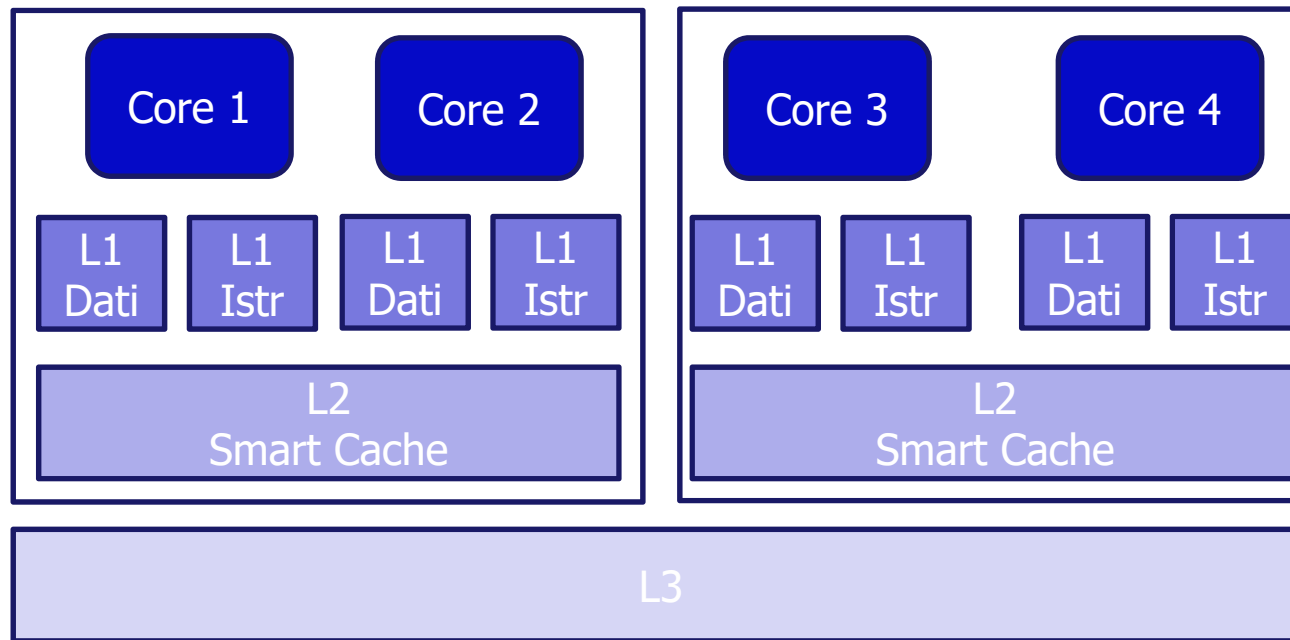 Core 1
Core 2
Core 3
Core 4
L1
Dati
L1
Istr
L1
Dati
L1
Istr
L1
Dati
L1
Istr
L1
Dati
L1
Istr
L2
Smart Cache
L2
Smart Cache
L3